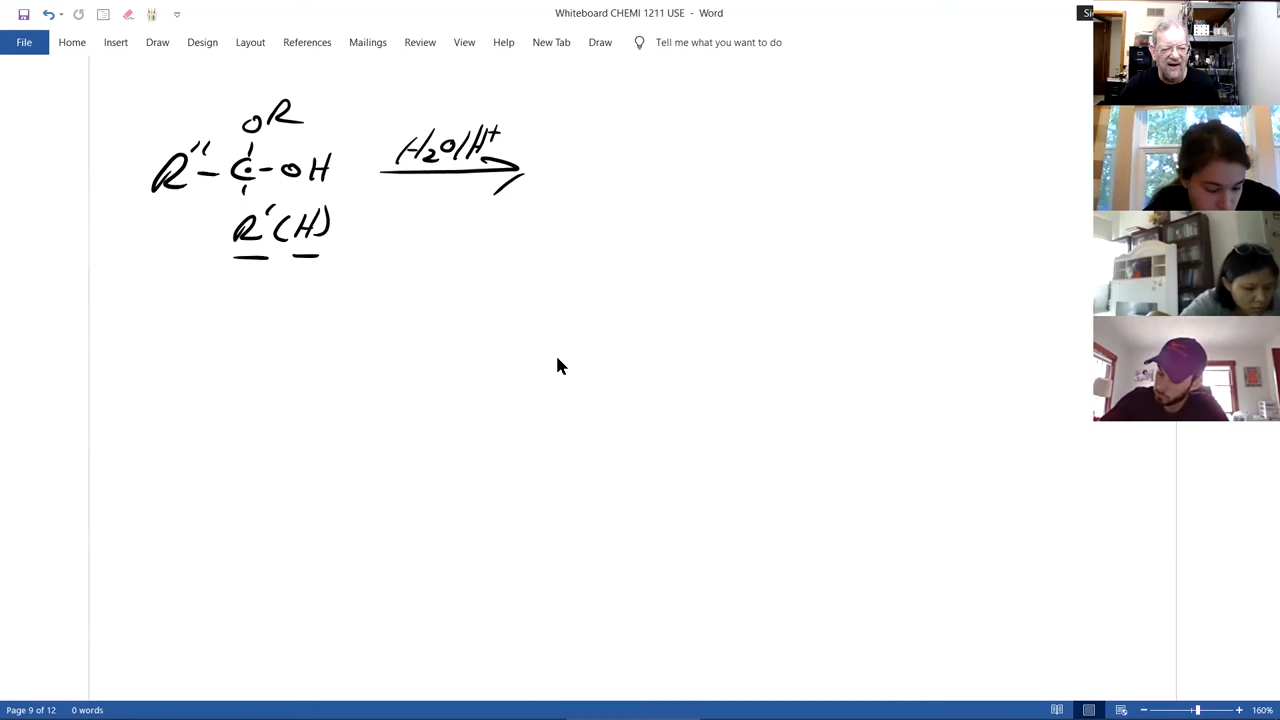 Whiteboard CHEMI 1211 USE - Word
File Home Insert Draw Design Layout References Mailings Review View Help New Tab Draw Tell me what you want to do
OR
R'' - C - OH
R' (H)
H2O/H+
Page 9 of 12 0 words
160%